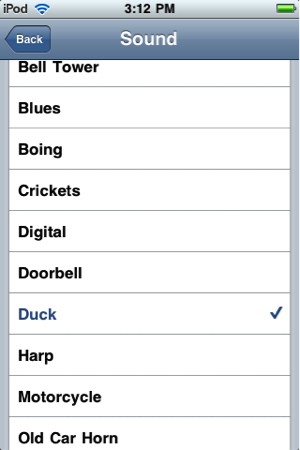 iPod 3:12 PM
Back Sound
Bell Tower
Blues
Boing
Crickets
Digital
Doorbell
Duck
Harp
Motorcycle
Old Car Horn